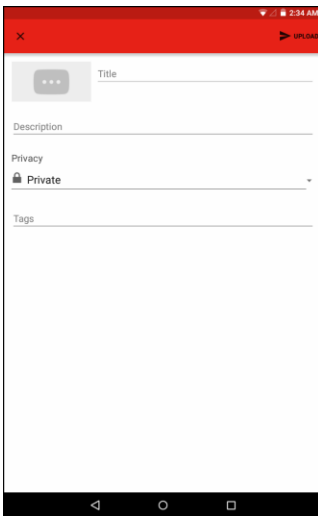 2:34 AM
UPLOAD
Title
Description
Privacy
Private
Tags